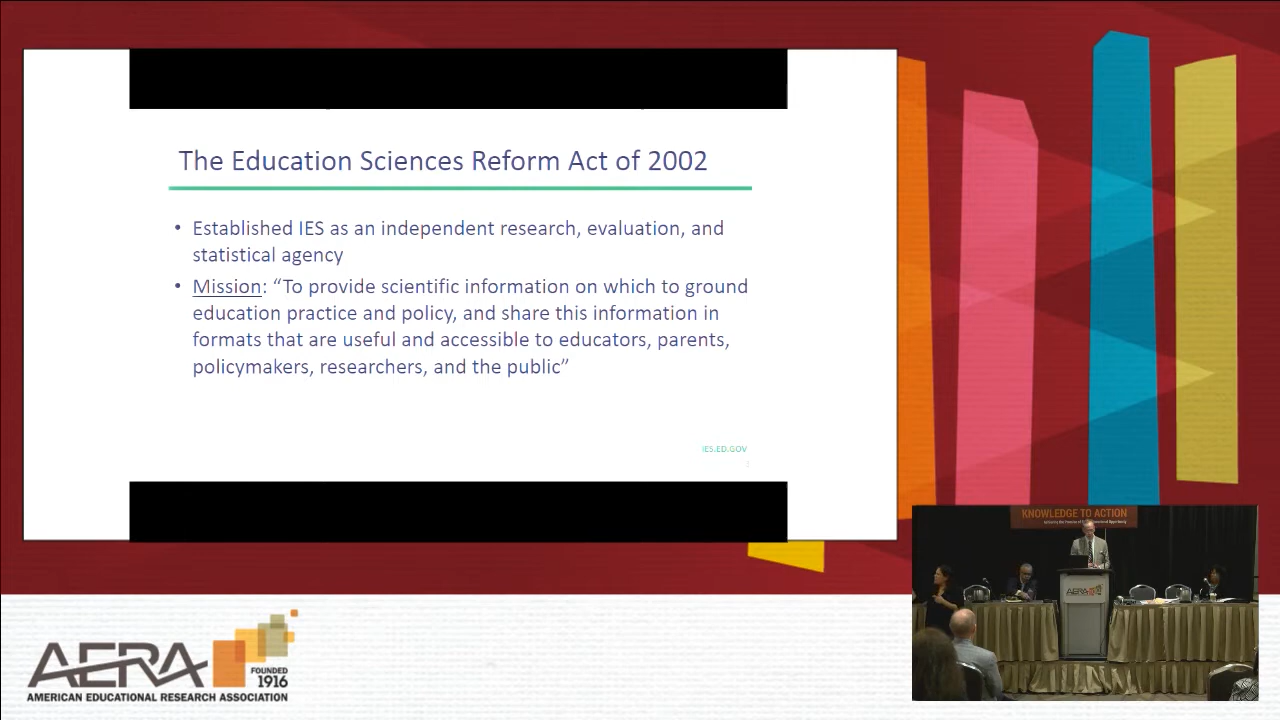 The Education Sciences Reform Act of 2002
• Established IES as an independent research, evaluation, and
statistical agency
• Mission: “To provide scientific information on which to ground
education practice and policy, and share this information in
formats that are useful and accessible to educators, parents,
policymakers, researchers, and the public”
IES.ED.GOV
KNOWLEDGE TO ACTION
AERA
AERA
FOUNDED
1916
AMERICAN EDUCATIONAL RESEARCH ASSOCIATION